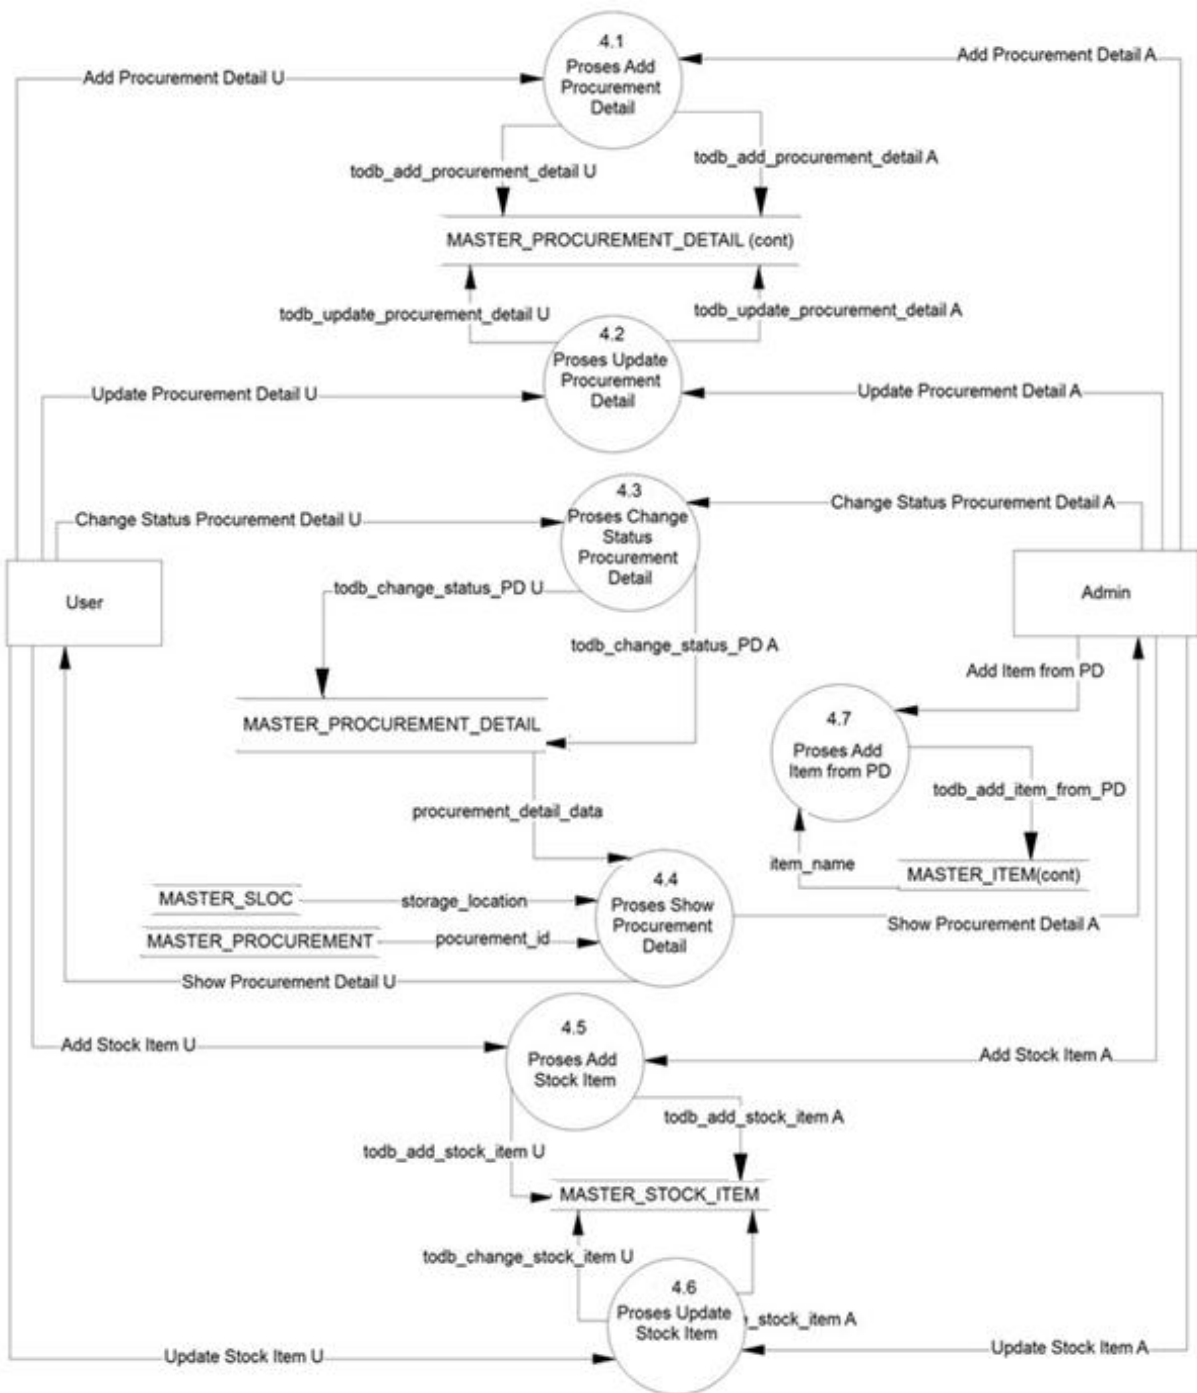 4.1
Proses Add
Procurement
Detail
Add Procurement Detail U
Add Procurement Detail A
todb_add_procurement_detail U
todb_add_procurement_detail A
MASTER_PROCUREMENT_DETAIL (cont)
todb_update_procurement_detail U
todb_update_procurement_detail A
4.2
Proses Update
Procurement
Detail
Update Procurement Detail U
Update Procurement Detail A
4.3
Proses Change
Status
Procurement
Detail
Change Status Procurement Detail U
Change Status Procurement Detail A
User
Admin
todb_change_status_PD U
todb_change_status_PD A
Add Item from PD
MASTER_PROCUREMENT_DETAIL
4.7
Proses Add
Item from PD
todb_add_item_from_PD
procurement_detail_data
item_name
MASTER_ITEM(cont)
4.4
Proses Show
Procurement
Detail
MASTER_SLOC
storage_location
MASTER_PROCUREMENT
pocurement_id
Show Procurement Detail A
Show Procurement Detail U
4.5
Proses Add
Stock Item
Add Stock Item U
Add Stock Item A
todb_add_stock_item A
todb_add_stock_item U
MASTER_STOCK_ITEM
todb_change_stock_item U
4.6
Proses Update
Stock Item
_stock_item A
Update Stock Item U
Update Stock Item A